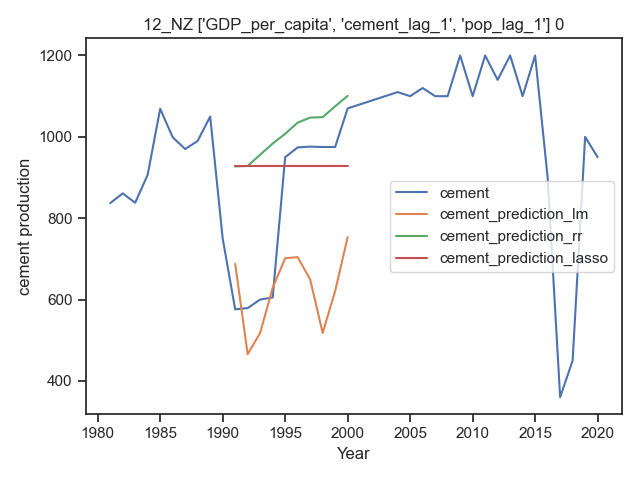 12_NZ ['GDP_per_capita', 'cement_lag_1', 'pop_lag_1'] 0
cement production
1200
1000
800
600
400
cement
cement_prediction_lm
cement_prediction_rr
cement_prediction_lasso
1980 1985 1990 1995 2000 2005 2010 2015 2020
Year